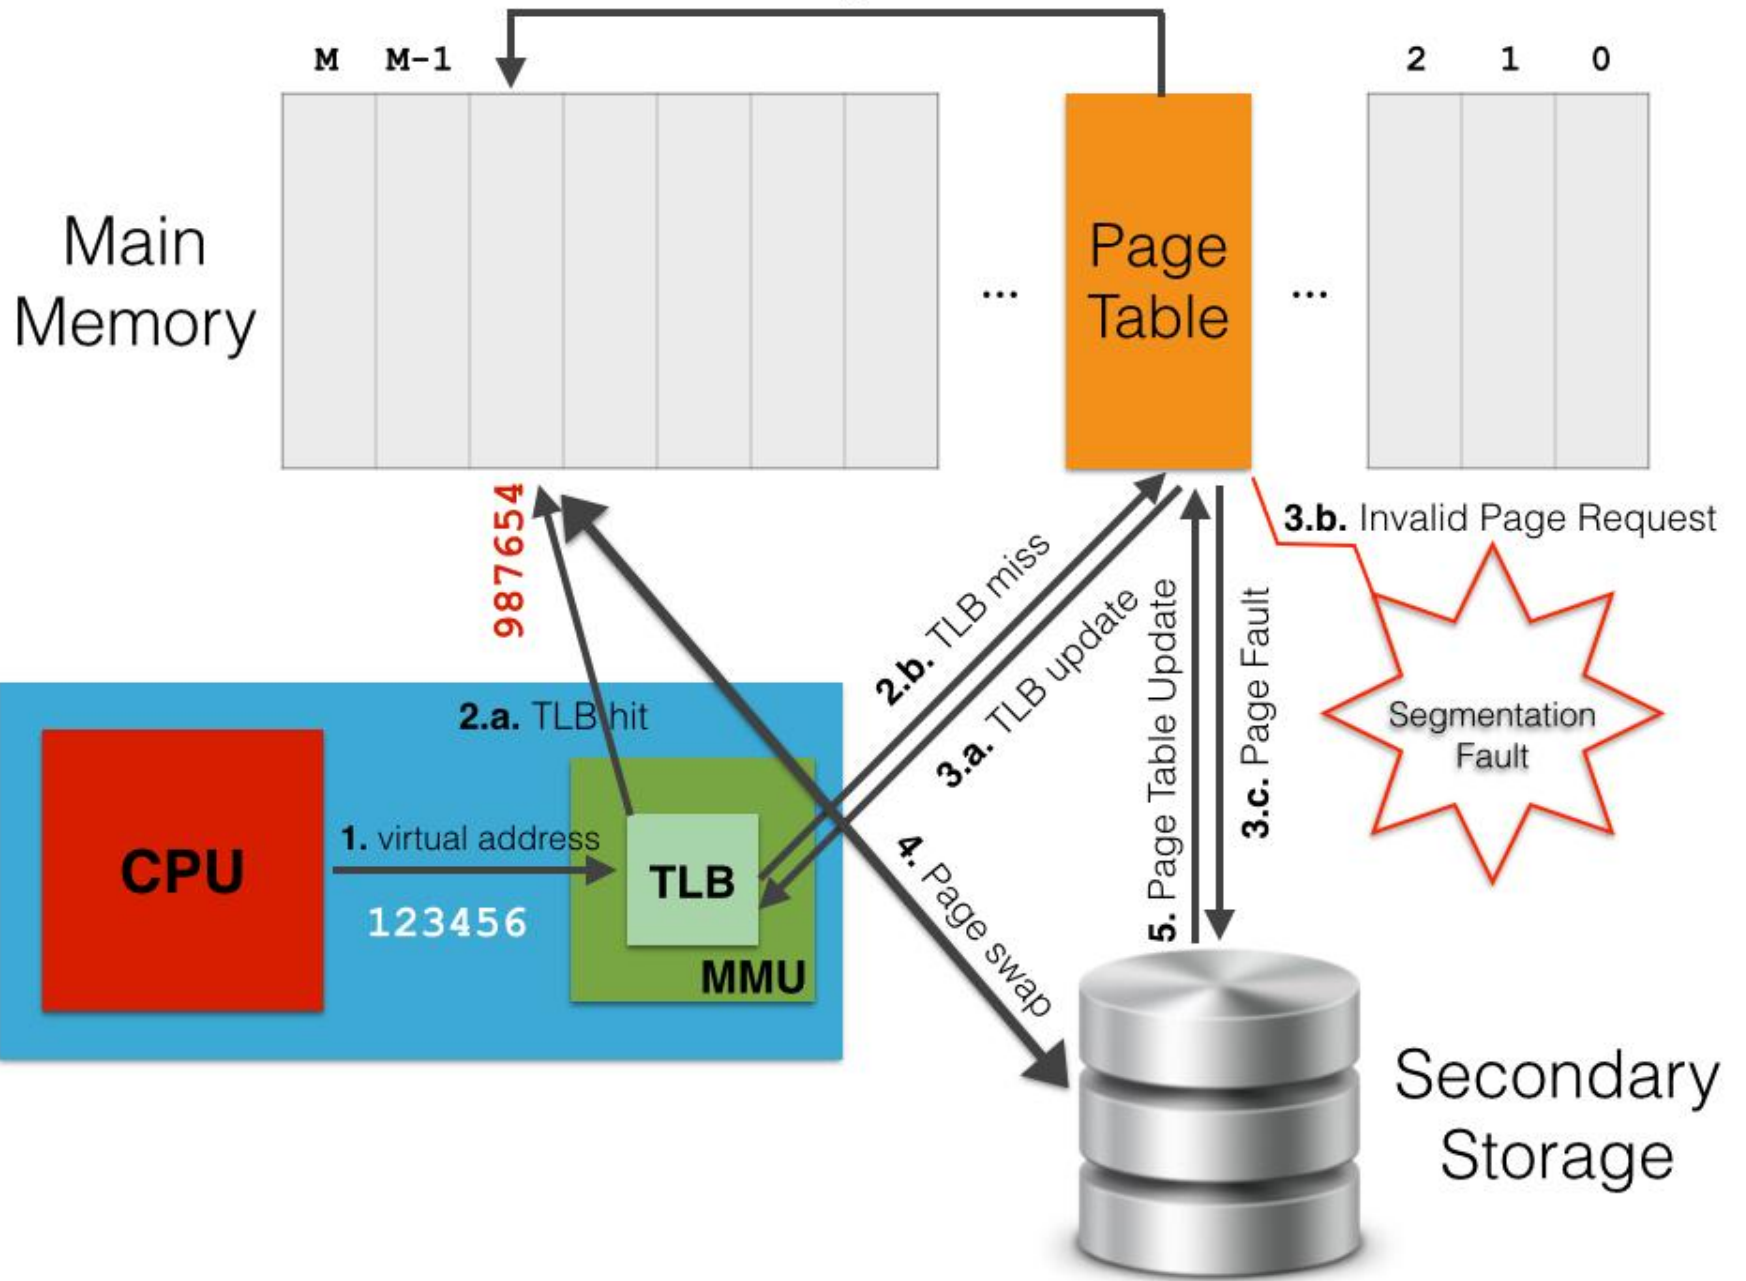 M M-1
2 1 0
Main
Memory
...
Page
Table
...
987654
3.b. Invalid Page Request
2.b. TLB miss
3.a. TLB update
5. Page Table Update
3.c. Page Fault
Segmentation
Fault
2.a. TLB hit
CPU
1. virtual address
123456
TLB
MMU
4. Page swap
Secondary
Storage